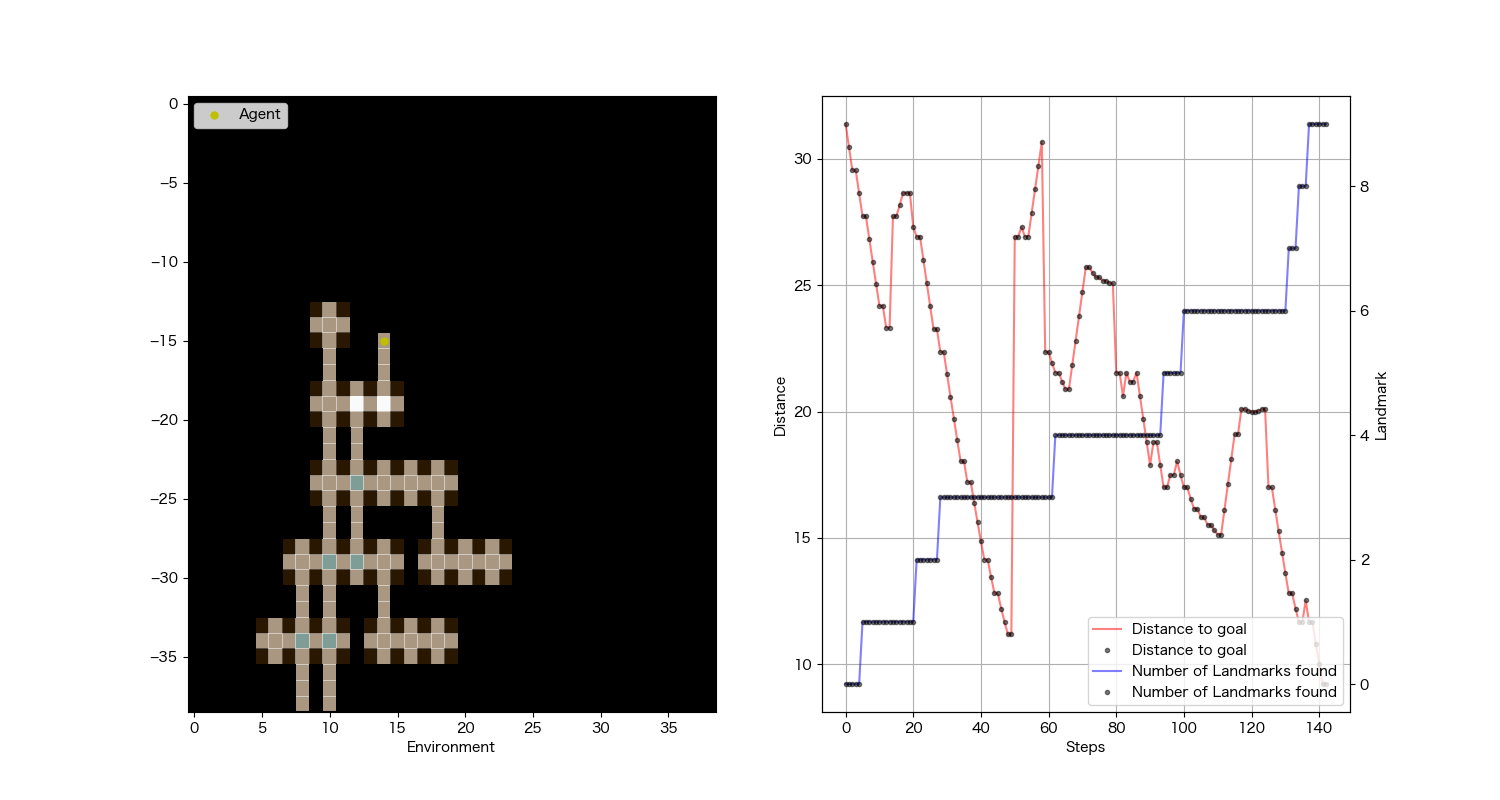 Agent
0
−5
−10
−15
−20
−25
−30
−35
0 5 10 15 20 25 30 35
Environment
30
25
20
15
10
Distance
8
6
4
2
0
Landmark
Distance to goal
Distance to goal
Number of Landmarks found
Number of Landmarks found
0 20 40 60 80 100 120 140
Steps